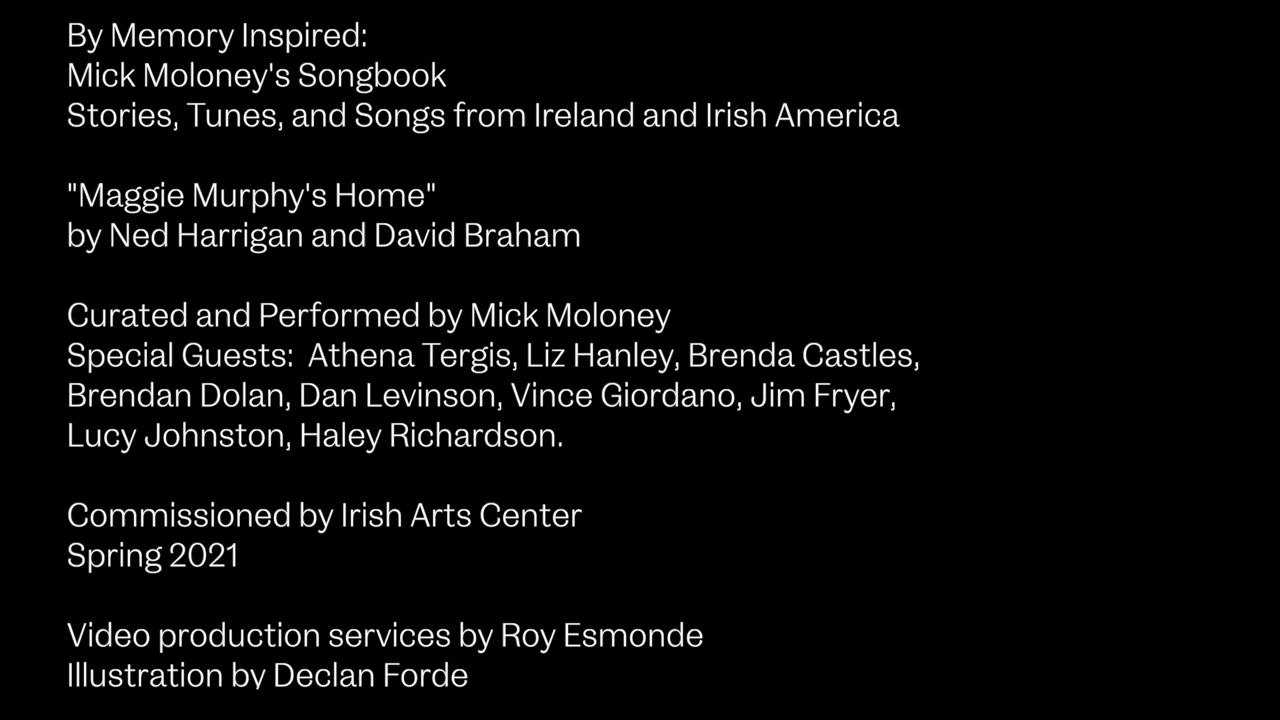 By Memory Inspired:
Mick Moloney's Songbook
Stories, Tunes, and Songs from Ireland and Irish America
"Maggie Murphy's Home"
by Ned Harrigan and David Braham
Curated and Performed by Mick Moloney
Special Guests:  Athena Tergis, Liz Hanley, Brenda Castles,
Brendan Dolan, Dan Levinson, Vince Giordano, Jim Fryer,
Lucy Johnston, Haley Richardson.
Commissioned by Irish Arts Center
Spring 2021
Video production services by Roy Esmonde
Illustration by Declan Forde